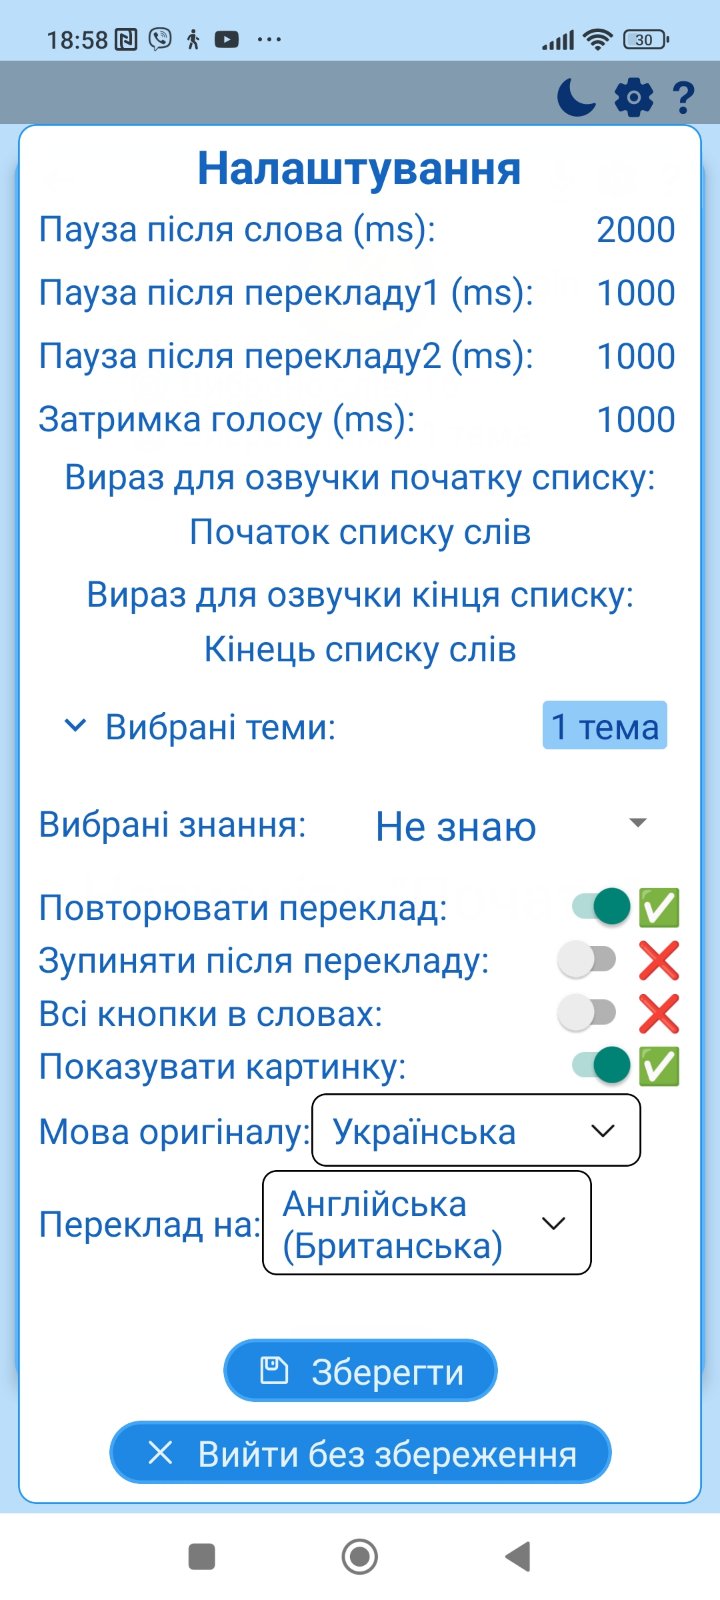 18:58 ... 30
?
Налаштування
Пауза після слова (ms): 2000
Пауза після перекладу1 (ms): 1000
Пауза після перекладу2 (ms): 1000
Затримка голосу (ms): 1000
Вираз для озвучки початку списку:
Початок списку слів
Вираз для озвучки кінця списку:
Кінець списку слів
Вибрані теми: 1 тема
Вибрані знання: Не знаю
Повторювати переклад:
Зупиняти після перекладу:
Всі кнопки в словах:
Показувати картинку:
Мова оригіналу: Українська
Переклад на: Англійська
(Британська)
Зберегти
Вийти без збереження